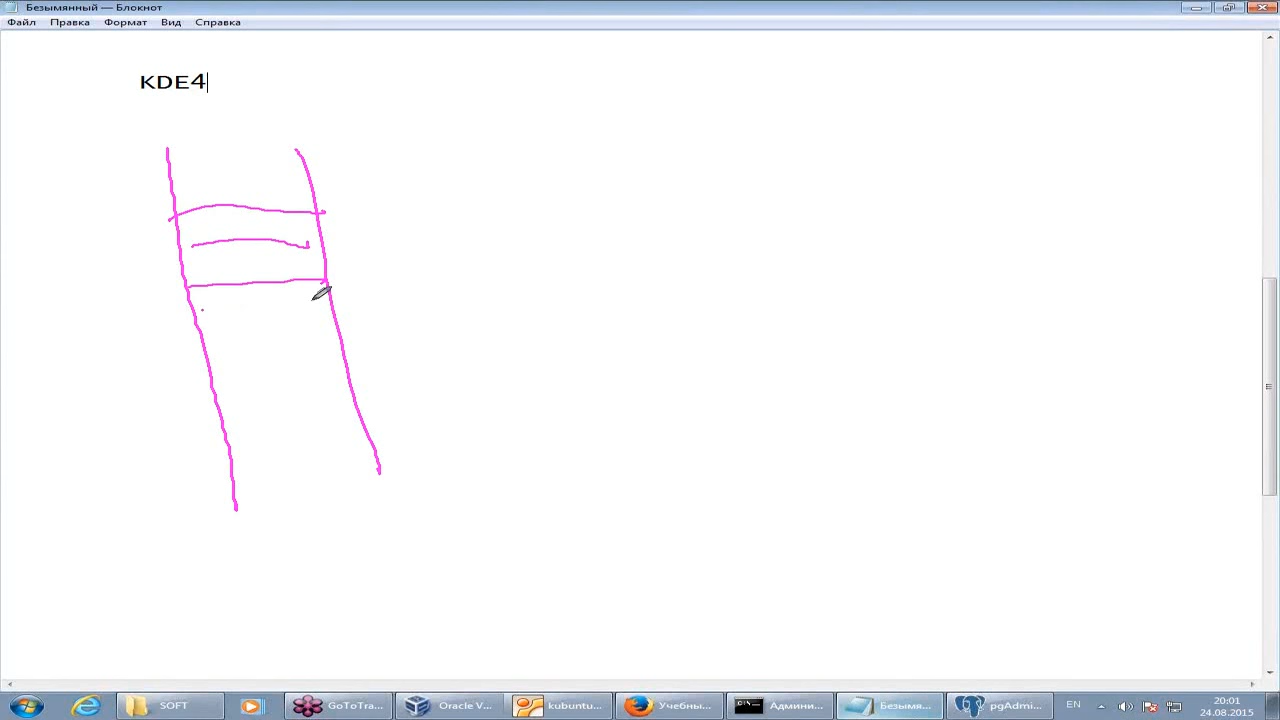 Безымянный — Блокнот
Файл Правка Формат Вид Справка
KDE4
SOFT GoToTra... Oracle V... kubuntu... Учебны... Админи... Безымя... pgAdmi... EN 20:01
24.08.2015